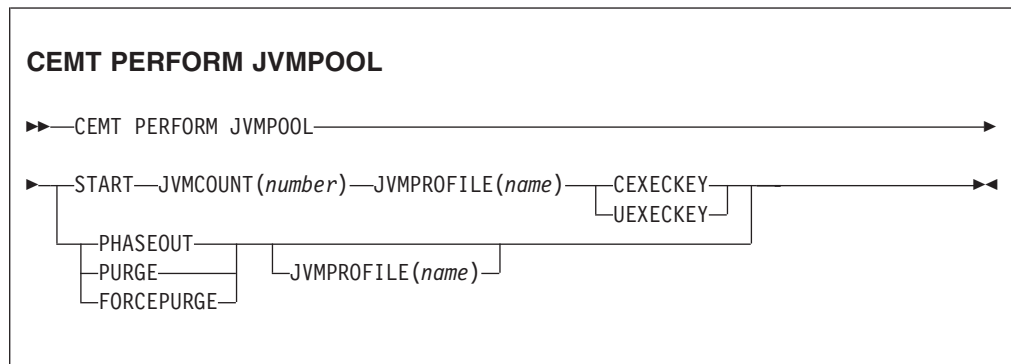 CEMT PERFORM JVMPOOL
CEMT PERFORM JVMPOOL
START JVMCOUNT(number) JVMPROFILE(name) CEXECKEY
UEXECKEY
PHASEOUT
PURGE JVMPROFILE(name)
FORCEPURGE